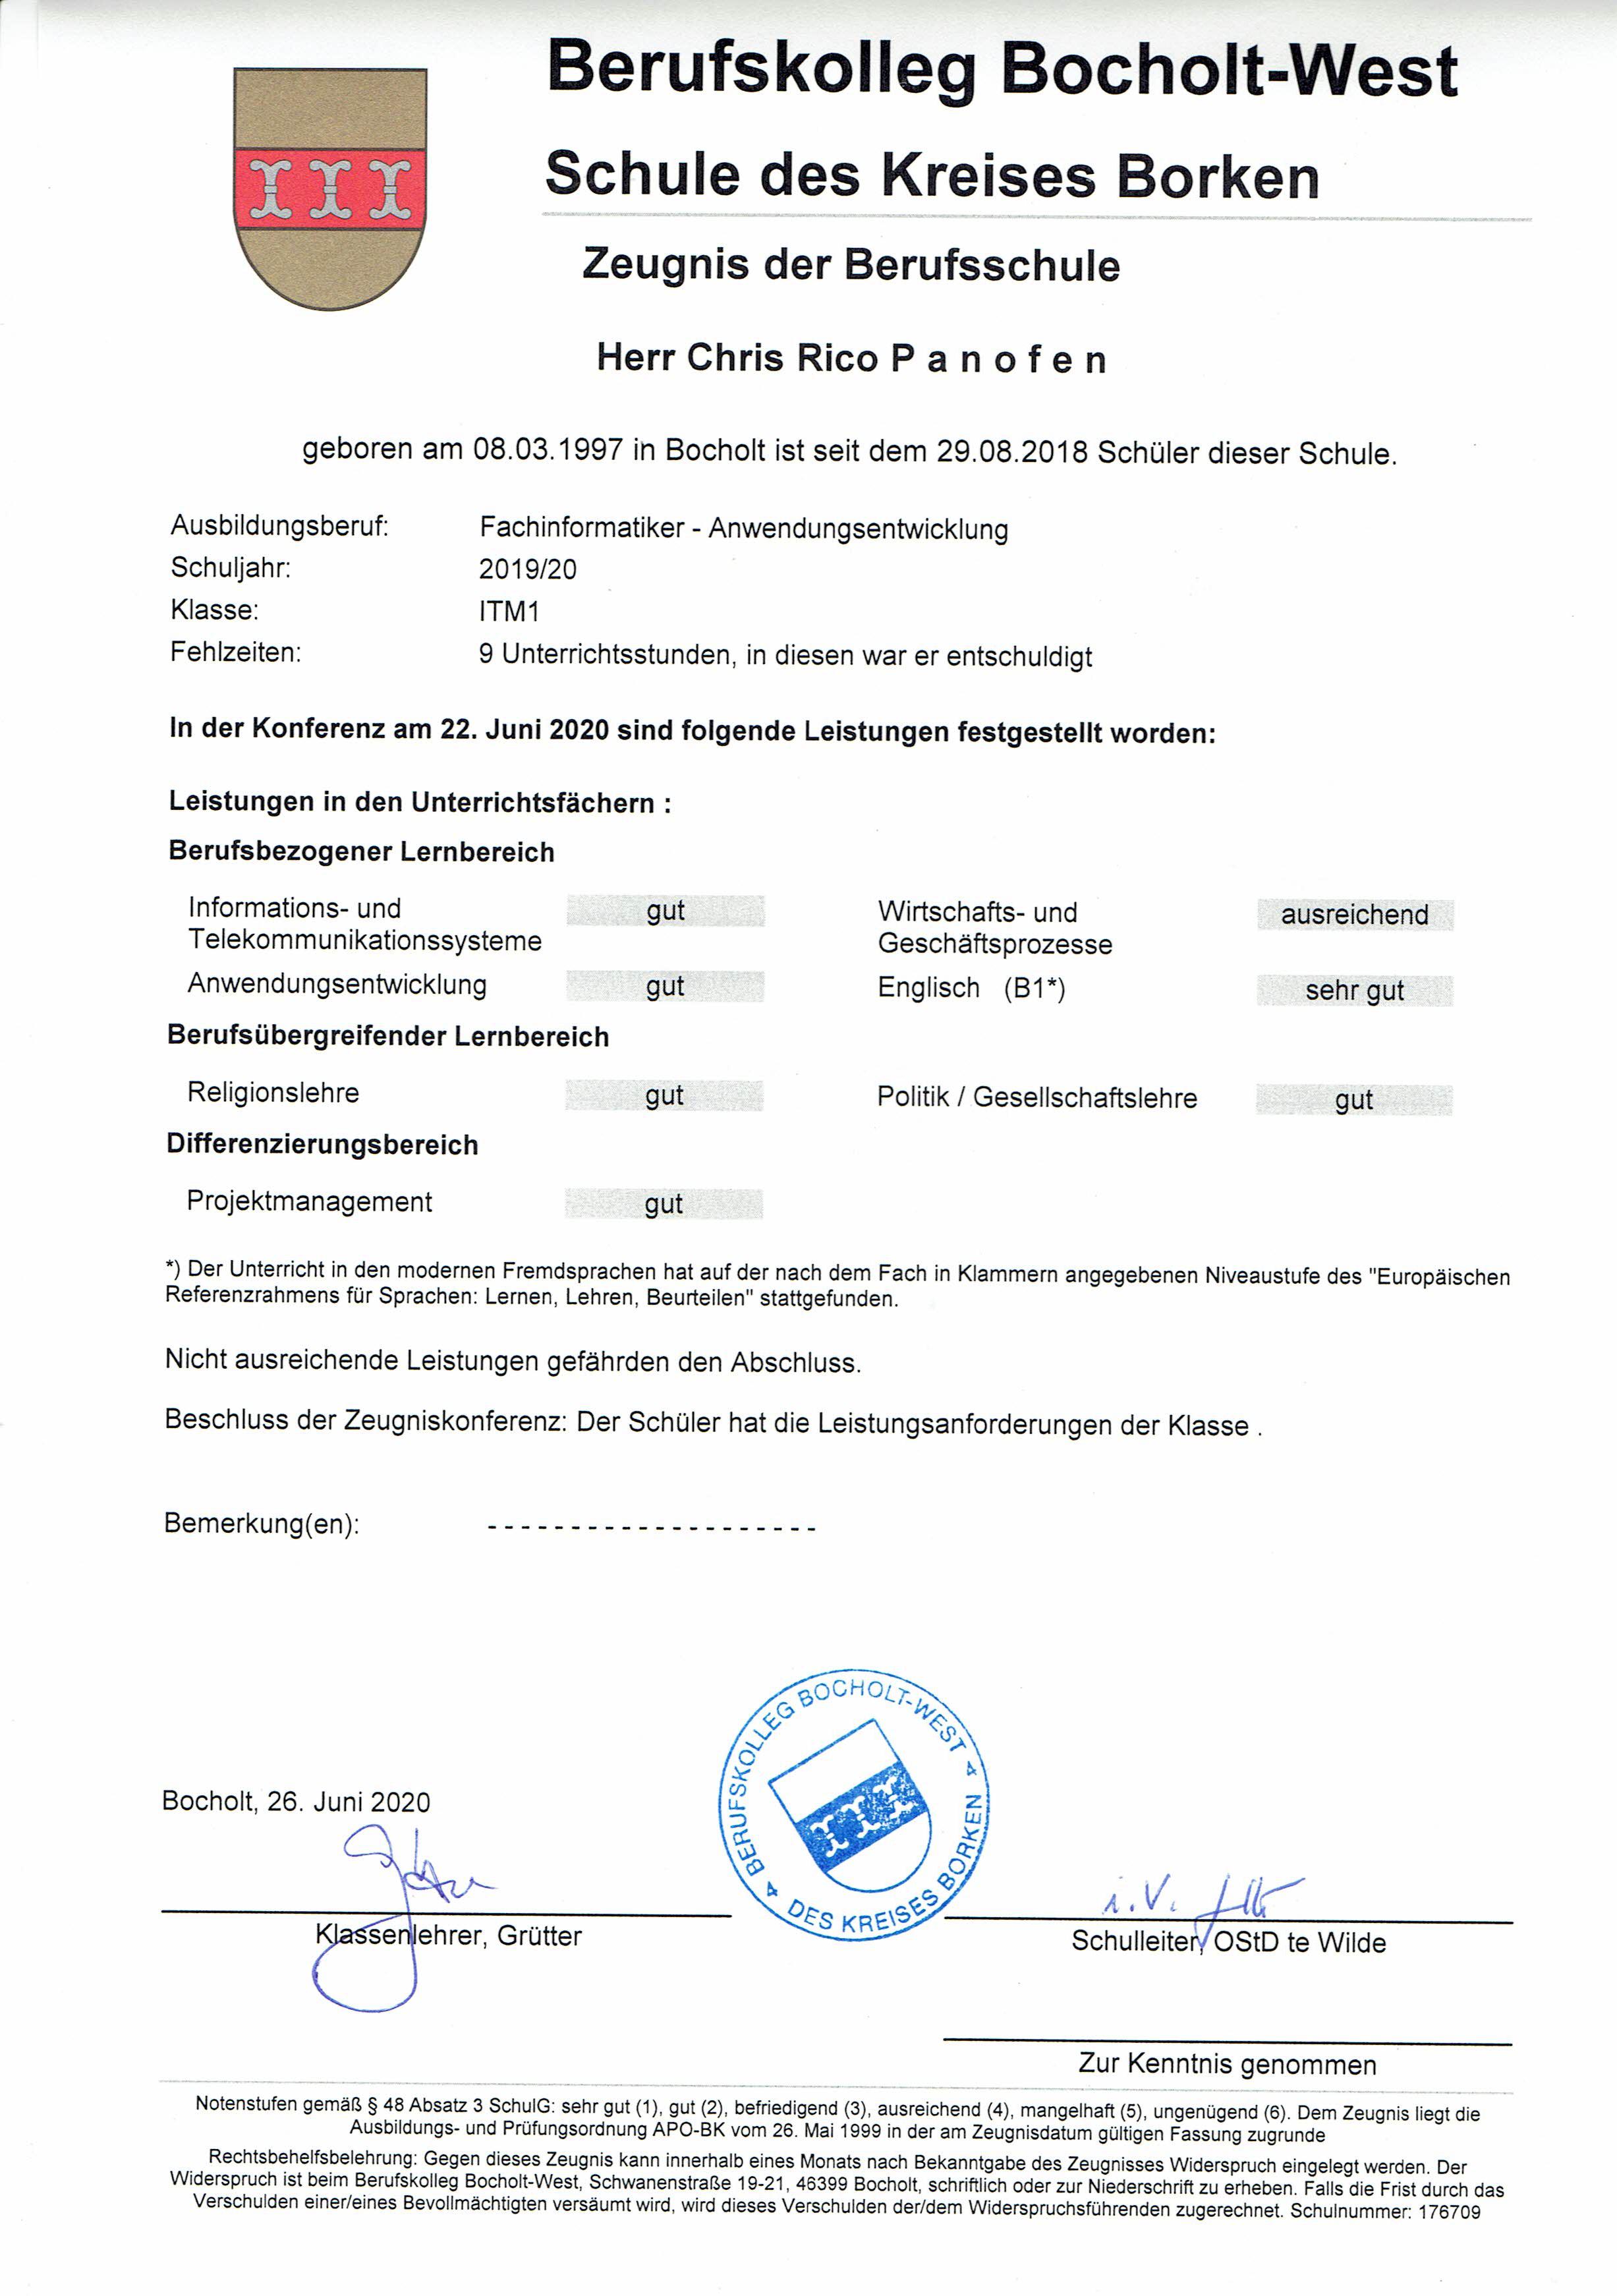 Berufskolleg Bocholt-West
Schule des Kreises Borken
Zeugnis der Berufsschule
Herr Chris Rico P a n o f e n
geboren am 08.03.1997 in Bocholt ist seit dem 29.08.2018 Schüler dieser Schule.
Ausbildungsberuf: Fachinformatiker - Anwendungsentwicklung
Schuljahr: 2019/20
Klasse: ITM1
Fehlzeiten: 9 Unterrichtsstunden, in diesen war er entschuldigt
In der Konferenz am 22. Juni 2020 sind folgende Leistungen festgestellt worden:
Leistungen in den Unterrichtsfächern :
Berufsbezogener Lernbereich
Informations- und gut Wirtschafts- und ausreichend
Telekommunikationssysteme Geschäftsprozesse
Anwendungsentwicklung gut Englisch (B1*) sehr gut
Berufsübergreifender Lernbereich
Religionslehre gut Politik / Gesellschaftslehre gut
Differenzierungsbereich
Projektmanagement gut
*) Der Unterricht in den modernen Fremdsprachen hat auf der nach dem Fach in Klammern angegebenen Niveaustufe des "Europäischen
Referenzrahmens für Sprachen: Lernen, Lehren, Beurteilen" stattgefunden.
Nicht ausreichende Leistungen gefährden den Abschluss.
Beschluss der Zeugniskonferenz: Der Schüler hat die Leistungsanforderungen der Klasse .
Bemerkung(en): - - - - - - - - - - - - - - - - - - - - -
BERUFSKOLLEG BOCHOLT-WEST 4
4 DES KREISES BORKEN
Bocholt, 26. Juni 2020
i.V.
Klassenlehrer, Grütter
Schulleiter, OStD te Wilde
Zur Kenntnis genommen
Notenstufen gemäß § 48 Absatz 3 SchulG: sehr gut (1), gut (2), befriedigend (3), ausreichend (4), mangelhaft (5), ungenügend (6). Dem Zeugnis liegt die
Ausbildungs- und Prüfungsordnung APO-BK vom 26. Mai 1999 in der am Zeugnisdatum gültigen Fassung zugrunde
Rechtsbehelfsbelehrung: Gegen dieses Zeugnis kann innerhalb eines Monats nach Bekanntgabe des Zeugnisses Widerspruch eingelegt werden. Der
Widerspruch ist beim Berufskolleg Bocholt-West, Schwanenstraße 19-21, 46399 Bocholt, schriftlich oder zur Niederschrift zu erheben. Falls die Frist durch das
Verschulden einer/eines Bevollmächtigten versäumt wird, wird dieses Verschulden der/dem Widerspruchsführenden zugerechnet. Schulnummer: 176709